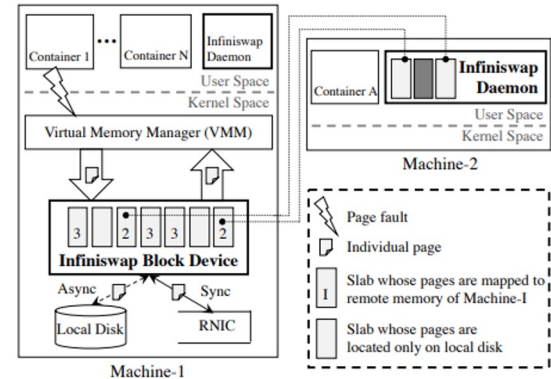 Container 1
•••
Container N
Infiniswap
Daemon
User Space
Kernel Space
Virtual Memory Manager (VMM)
3 2 3 3 2
Infiniswap Block Device
Async
Sync
Local Disk
RNIC
Machine-1
Container A
Infiniswap
Daemon
User Space
Kernel Space
Machine-2
Page fault
Individual page
I
Slab whose pages are mapped to
remote memory of Machine-I
Slab whose pages are
located only on local disk